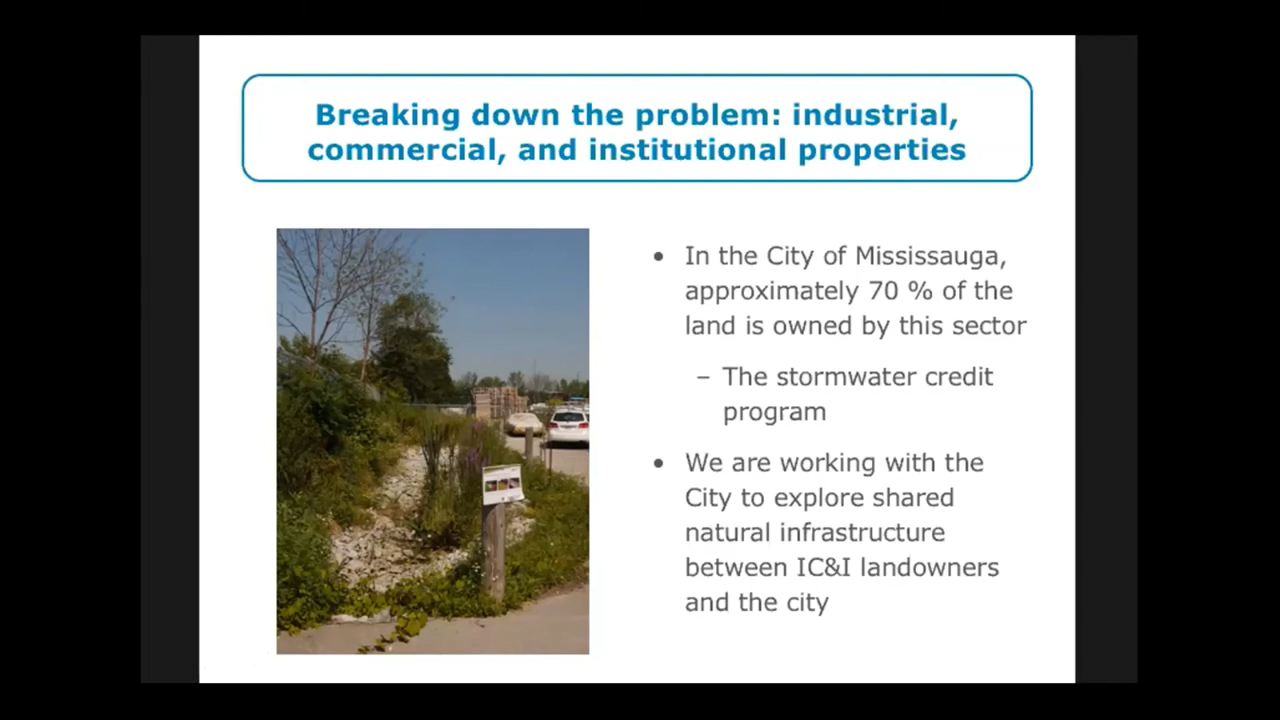 Breaking down the problem: industrial,
commercial, and institutional properties
• In the City of Mississauga,
approximately 70 % of the
land is owned by this sector
– The stormwater credit
program
• We are working with the
City to explore shared
natural infrastructure
between IC&I landowners
and the city